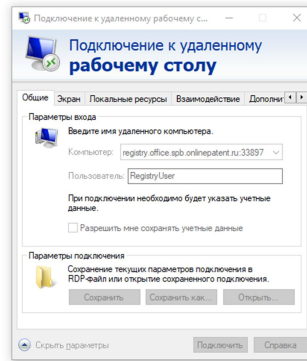 Подключение к удаленному рабочему с...
Подключение к удаленному
рабочему столу
Общие Экран Локальные ресурсы Взаимодействие Дополни
Параметры входа
Введите имя удаленного компьютера.
Компьютер: registry.office.spb.onlinepatent.ru:33897
Пользователь: RegistryUser
При подключении необходимо будет указать учетные
данные.
Разрешить мне сохранять учетные данные
Параметры подключения
Сохранение текущих параметров подключения в
RDP-файл или открытие сохраненного подключения.
Сохранить Сохранить как... Открыть...
Скрыть параметры Подключить Справка